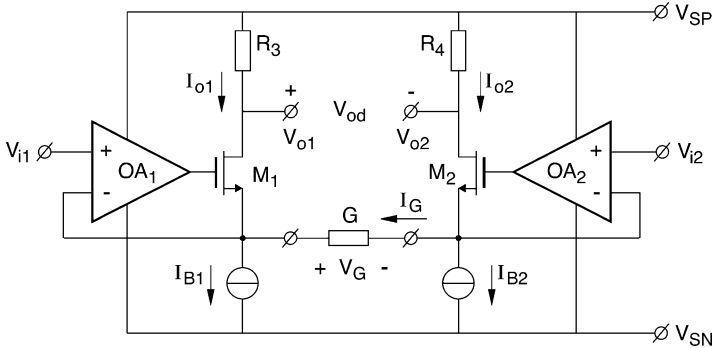 V_SP
R_3
R_4
I_o1
+
V_od
-
I_o2
V_o1
V_o2
V_i1
+
OA_1
-
M_1
M_2
+
OA_2
-
V_i2
G
I_G
+ V_G -
I_B1
I_B2
V_SN